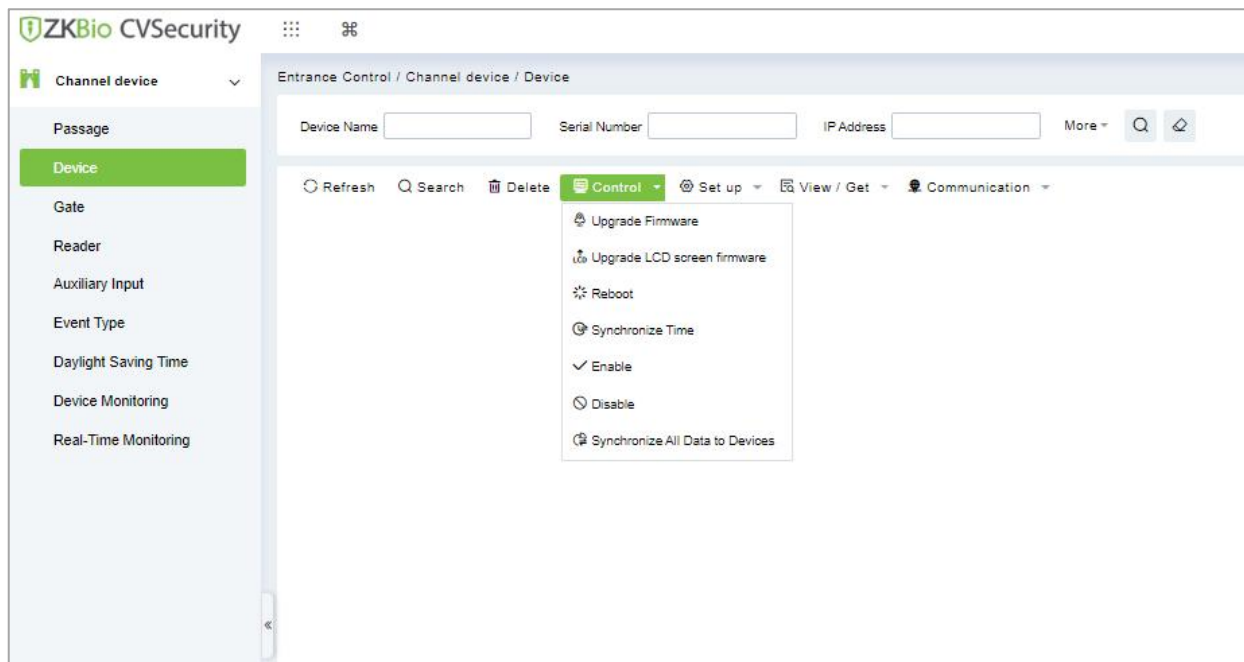 ZKBio CVSecurity
Channel device
Entrance Control / Channel device / Device
Passage
Device
Gate
Reader
Auxiliary Input
Event Type
Daylight Saving Time
Device Monitoring
Real-Time Monitoring
Device Name Serial Number IP Address More
Refresh Search Delete Control Set up View / Get Communication
Upgrade Firmware
LCD Upgrade LCD screen firmware
Reboot
Synchronize Time
Enable
Disable
Synchronize All Data to Devices